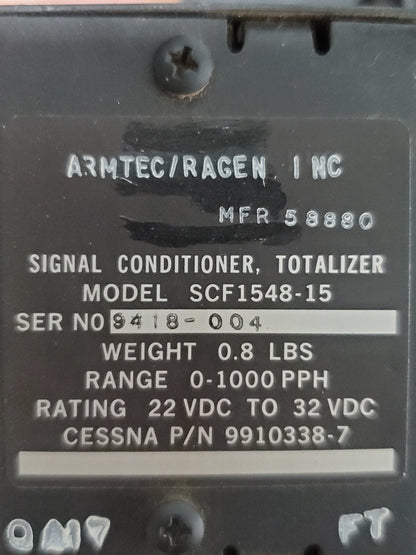 ARMTEC/RAGEN INC
MFR 58880
SIGNAL CONDITIONER, TOTALIZER
MODEL SCF1548-15
SER NO 9418-004
WEIGHT 0.8 LBS
RANGE 0-1000 PPH
RATING 22 VDC TO 32 VDC
CESSNA P/N 9910338-7
FT